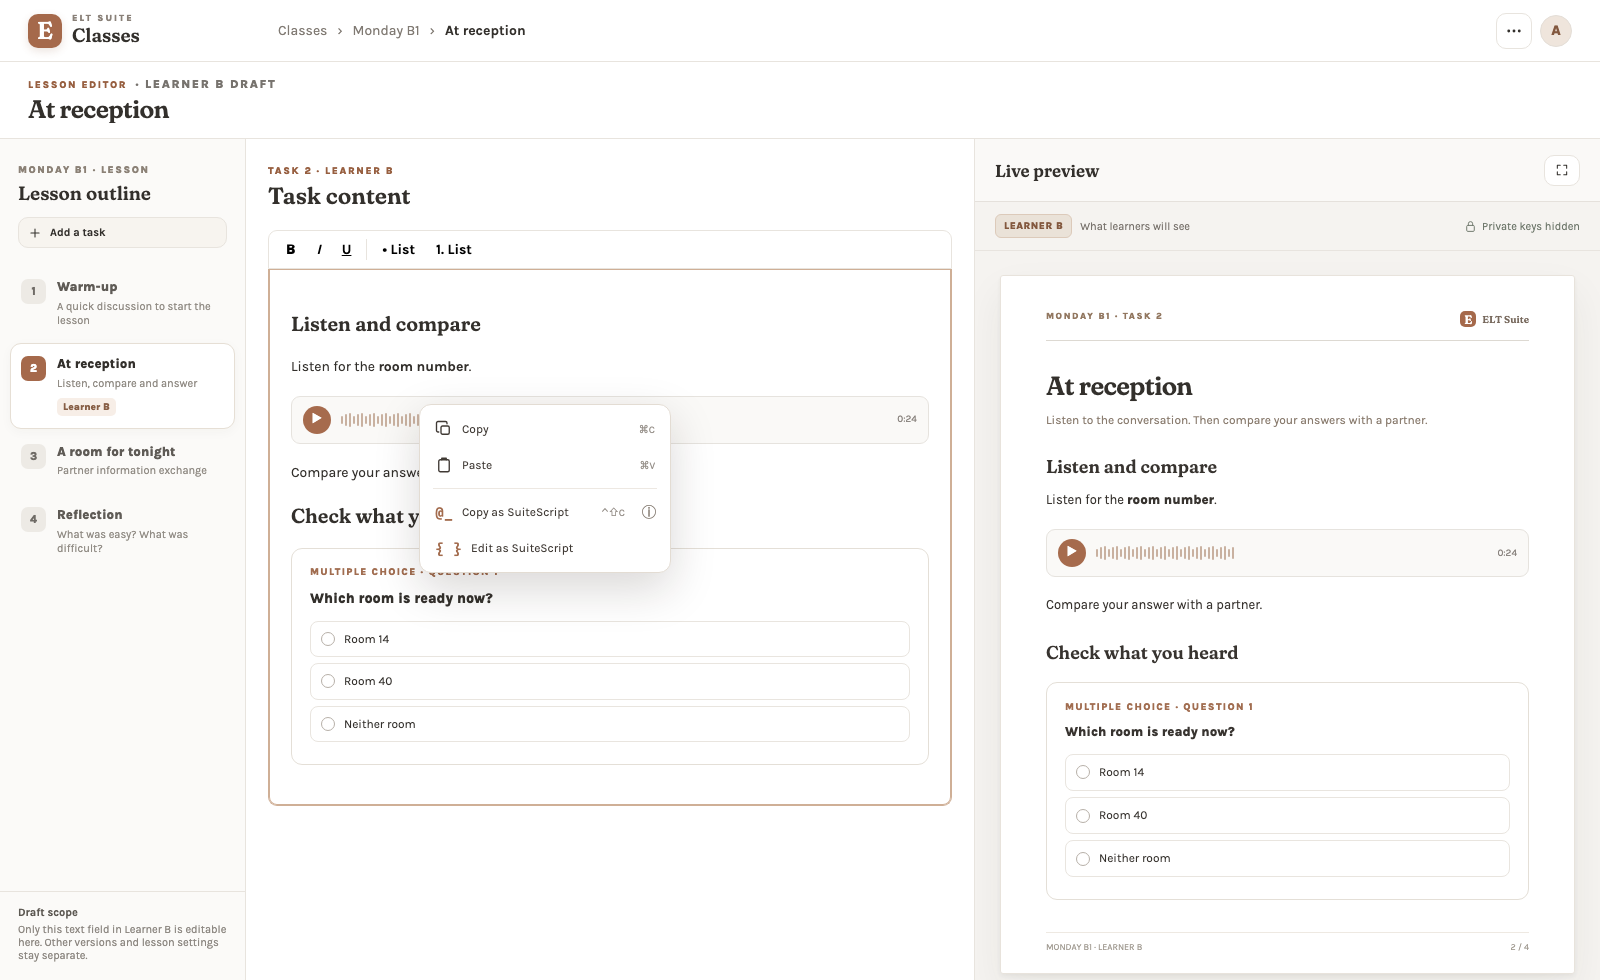 E
ELT SUITE
Classes
Classes › Monday B1 › At reception
A
LESSON EDITOR · LEARNER B DRAFT
At reception
MONDAY B1 · LESSON
Lesson outline
+ Add a task
1
Warm-up
A quick discussion to start the
lesson
2
At reception
Listen, compare and answer
Learner B
3
A room for tonight
Partner information exchange
4
Reflection
What was easy? What was
difficult?
Draft scope
Only this text field in Learner B is editable
here. Other versions and lesson settings
stay separate.
TASK 2 · LEARNER B
Task content
B I U • List 1. List
Listen and compare
Listen for the room number.
0:24
Compare your answe
Check what y
Copy ⌘C
Paste ⌘V
@_ Copy as SuiteScript ^⇧C ⓘ
{ } Edit as SuiteScript
MULTIPLE CHOICE · QUESTION 1
Which room is ready now?
Room 14
Room 40
Neither room
Live preview
LEARNER B What learners will see
Private keys hidden
MONDAY B1 · TASK 2
E ELT Suite
At reception
Listen to the conversation. Then compare your answers with a partner.
Listen and compare
Listen for the room number.
0:24
Compare your answer with a partner.
Check what you heard
MULTIPLE CHOICE · QUESTION 1
Which room is ready now?
Room 14
Room 40
Neither room
MONDAY B1 · LEARNER B
2 / 4